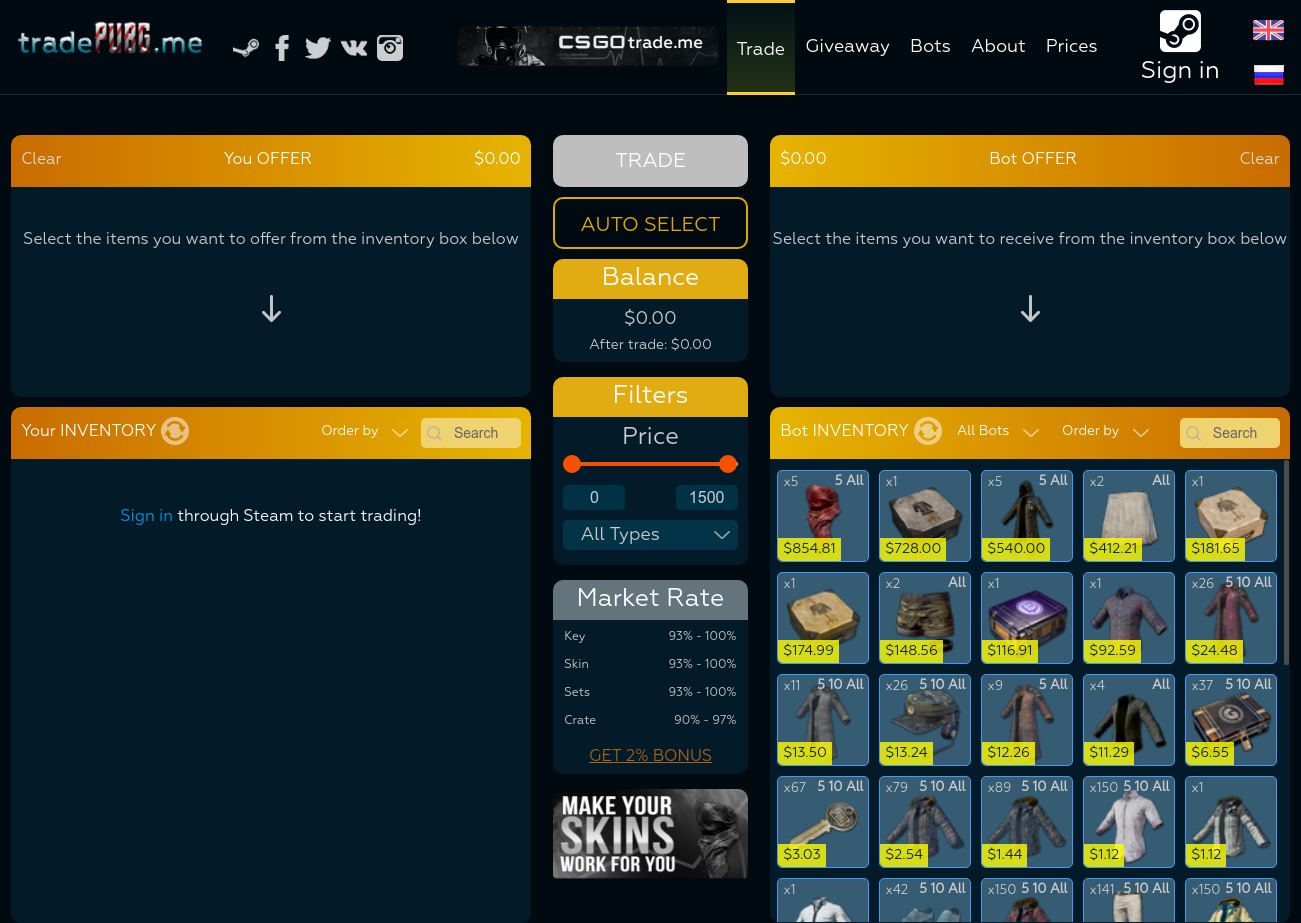 tradePUBG.me
CSGOtrade.me
Trade
Giveaway
Bots
About
Prices
Sign in
Clear
You OFFER
$0.00
Select the items you want to offer from the inventory box below
TRADE
AUTO SELECT
Balance
$0.00
After trade: $0.00
$0.00
Bot OFFER
Clear
Select the items you want to receive from the inventory box below
Your INVENTORY
Order by
Search
Sign in through Steam to start trading!
Filters
Price
0
1500
All Types
Market Rate
Key 93% - 100%
Skin 93% - 100%
Sets 93% - 100%
Crate 90% - 97%
GET 2% BONUS
MAKE YOUR
SKINS
WORK FOR YOU
Bot INVENTORY
All Bots
Order by
Search
x5 5 All
$854.81
x1
$728.00
x5 5 All
$540.00
x2 All
$412.21
x1
$181.65
x1
$174.99
x2 All
$148.56
x1
$116.91
x1
$92.59
x26 5 10 All
$24.48
x11 5 10 All
$13.50
x26 5 10 All
$13.24
x9 5 All
$12.26
x4 All
$11.29
x37 5 10 All
$6.55
x67 5 10 All
$3.03
x79 5 10 All
$2.54
x89 5 10 All
$1.44
x150 5 10 All
$1.12
x1
$1.12
x1
x42 5 10 All
x150 5 10 All
x141 5 10 All
x150 5 10 All